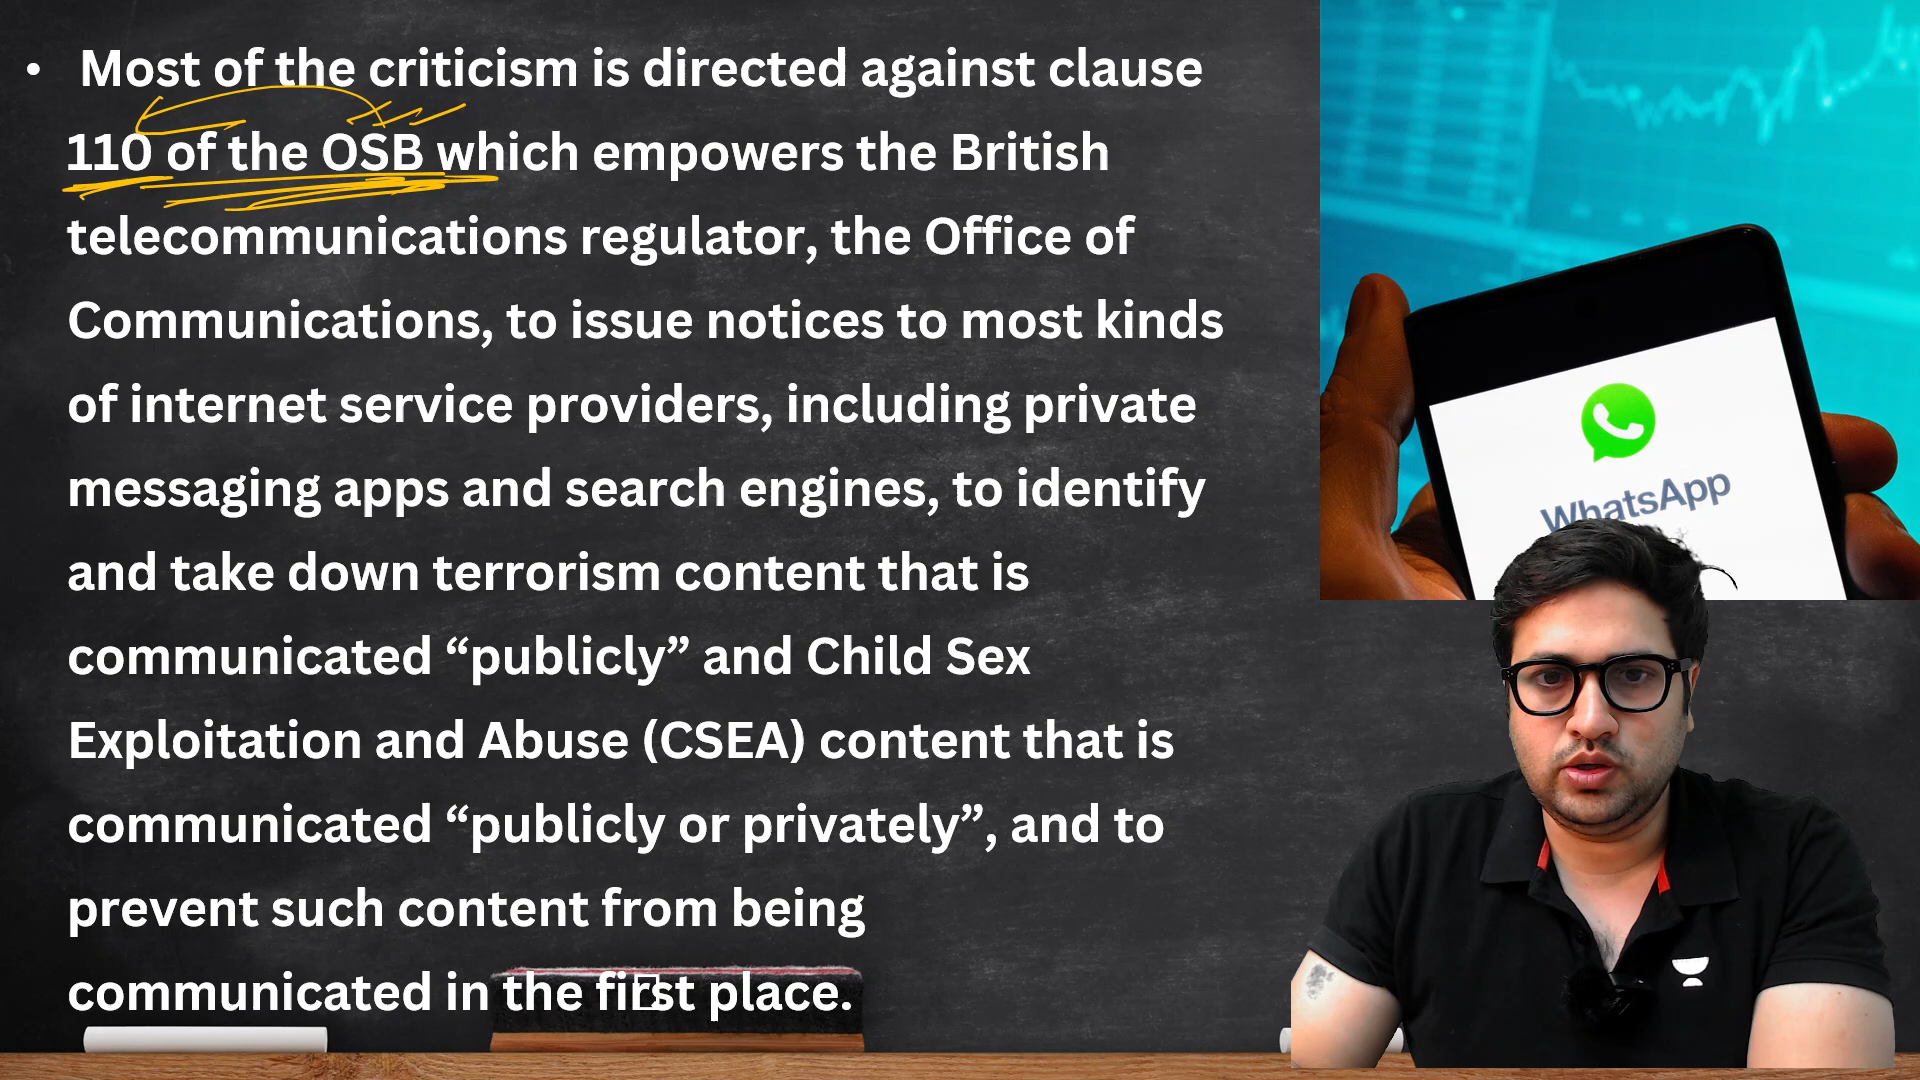 • Most of the criticism is directed against clause
110 of the OSB which empowers the British
telecommunications regulator, the Office of
Communications, to issue notices to most kinds
of internet service providers, including private
messaging apps and search engines, to identify
and take down terrorism content that is
communicated “publicly” and Child Sex
Exploitation and Abuse (CSEA) content that is
communicated “publicly or privately”, and to
prevent such content from being
communicated in the first place.
WhatsApp